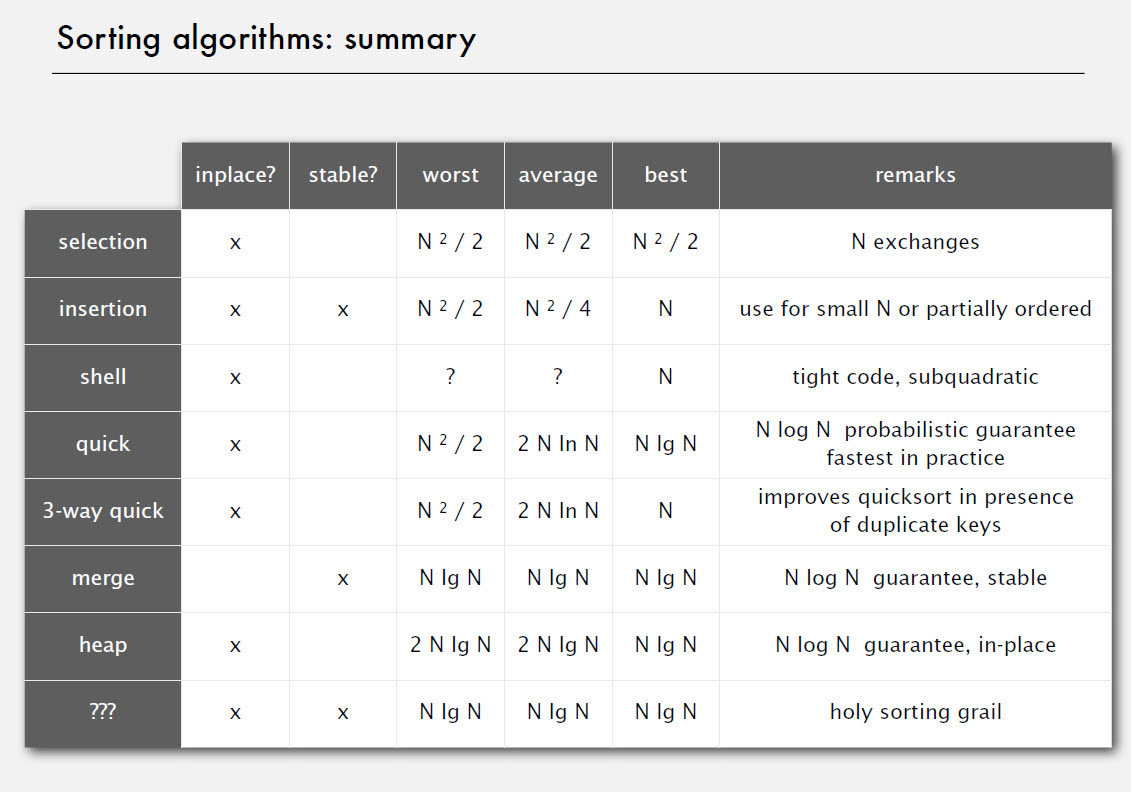 Sorting algorithms: summary
inplace? stable? worst average best remarks
selection x N ² / 2 N ² / 2 N ² / 2 N exchanges
insertion x x N ² / 2 N ² / 4 N use for small N or partially ordered
shell x ? ? N tight code, subquadratic
quick x N ² / 2 2 N ln N N lg N N log N probabilistic guarantee
fastest in practice
3-way quick x N ² / 2 2 N ln N N improves quicksort in presence
of duplicate keys
merge x N lg N N lg N N lg N N log N guarantee, stable
heap x 2 N lg N 2 N lg N N lg N N log N guarantee, in-place
??? x x N lg N N lg N N lg N holy sorting grail